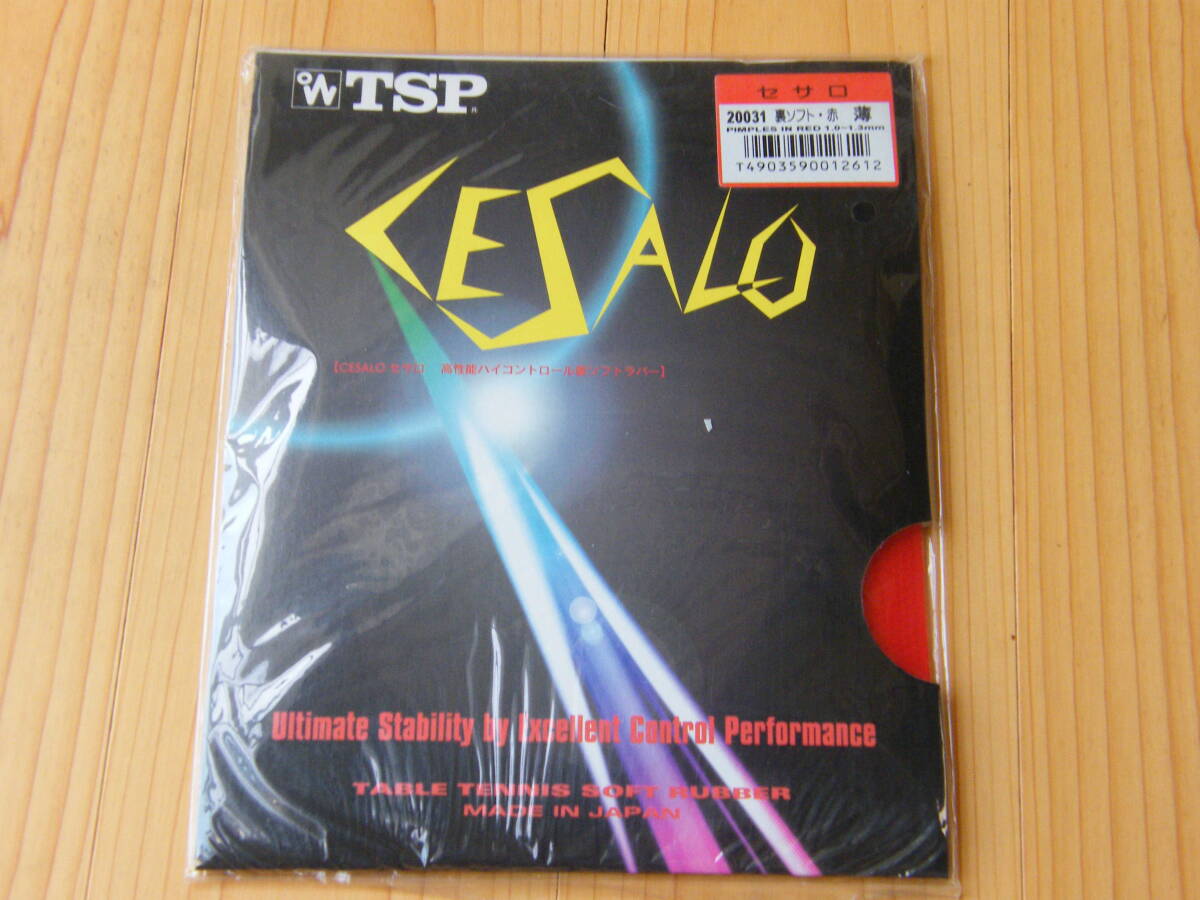 TSP
セサロ
20031 裏ソフト・赤 薄
PIMPLES IN RED 1.0~1.3mm
T4903590012612
CESALO
【CESALO セサロ 高性能ハイコントロール裏ソフトラバー】
Ultimate Stability by Excellent Control Performance
TABLE TENNIS SOFT RUBBER
MADE IN JAPAN